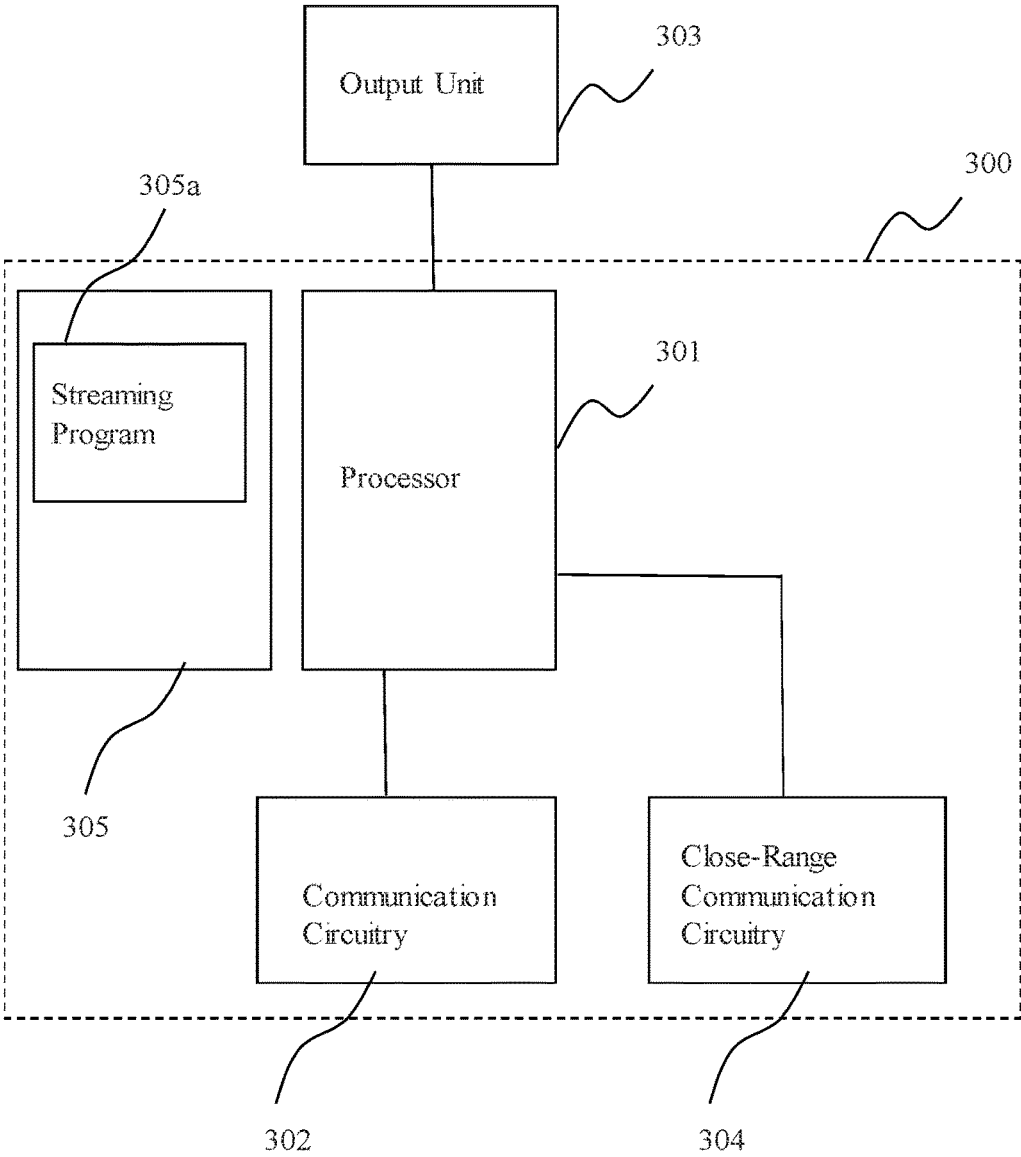 303
Output Unit
300
305a
301
Streaming
Program
Processor
305
Close-Range
Communication
Circuitry
Communication
Circuitry
302
304